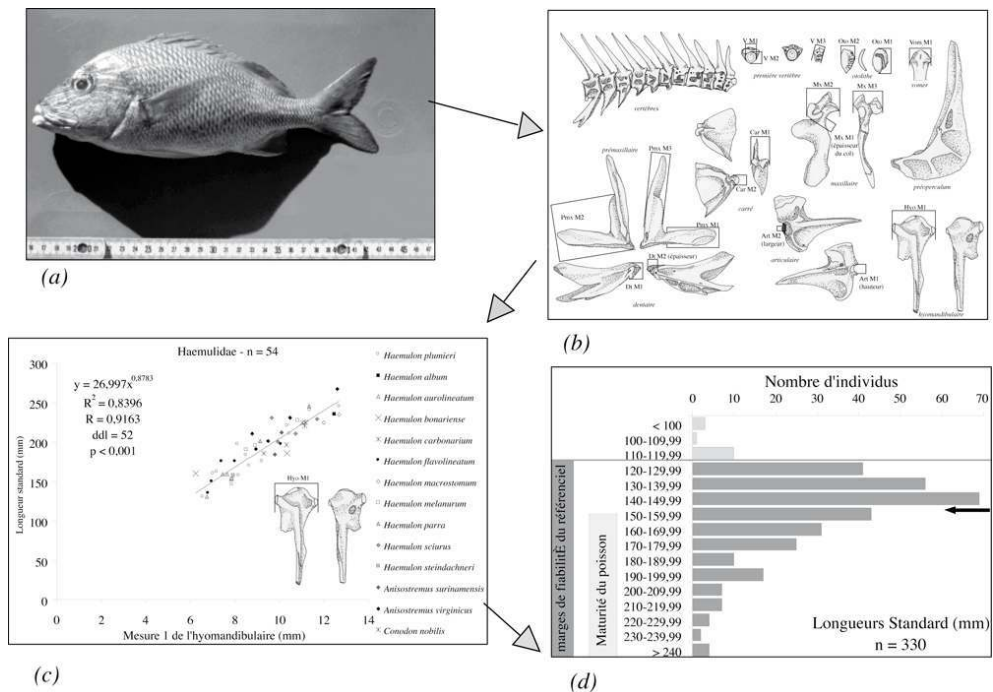 (a)
V M1
V M2
V M3
première vertèbre
Oto M2
Oto M1
otolithe
Vom M1
vomer
vertèbres
Mx M2
Mx M3
Mx M1
(épaisseur
du col)
maxillaire
préoperculum
prémaxillaire
Pmx M3
Pmx M2
Pmx M1
Car M1
Car M2
carré
Art M2
(largeur)
articulaire
Art M1
(hauteur)
Hyo M1
hyomandibulaire
Dt M2 (épaisseur)
Dt M1
dentaire
(b)
Haemulidae - n = 54
y = 26,997x^0,8783
R² = 0,8396
R = 0,9163
ddl = 52
p < 0,001
Longueur standard (mm)
300
250
200
150
100
50
0
0 2 4 6 8 10 12 14
Mesure 1 de l'hyomandibulaire (mm)
Hyo M1
Haemulon plumieri
Haemulon album
Haemulon aurolineatum
Haemulon bonariense
Haemulon carbonarium
Haemulon flavolineatum
Haemulon macrostomum
Haemulon melanurum
Haemulon parra
Haemulon sciurus
Haemulon steindachneri
Anisostremus surinamensis
Anisostremus virginicus
Conodon nobilis
(c)
Nombre d'individus
0 10 20 30 40 50 60 70
< 100
100-109,99
110-119,99
120-129,99
130-139,99
140-149,99
150-159,99
160-169,99
170-179,99
180-189,99
190-199,99
200-209,99
210-219,99
220-229,99
230-239,99
> 240
marges de fiabilitÈ du référenciel
Maturité du poisson
Longueurs Standard (mm)
n = 330
(d)